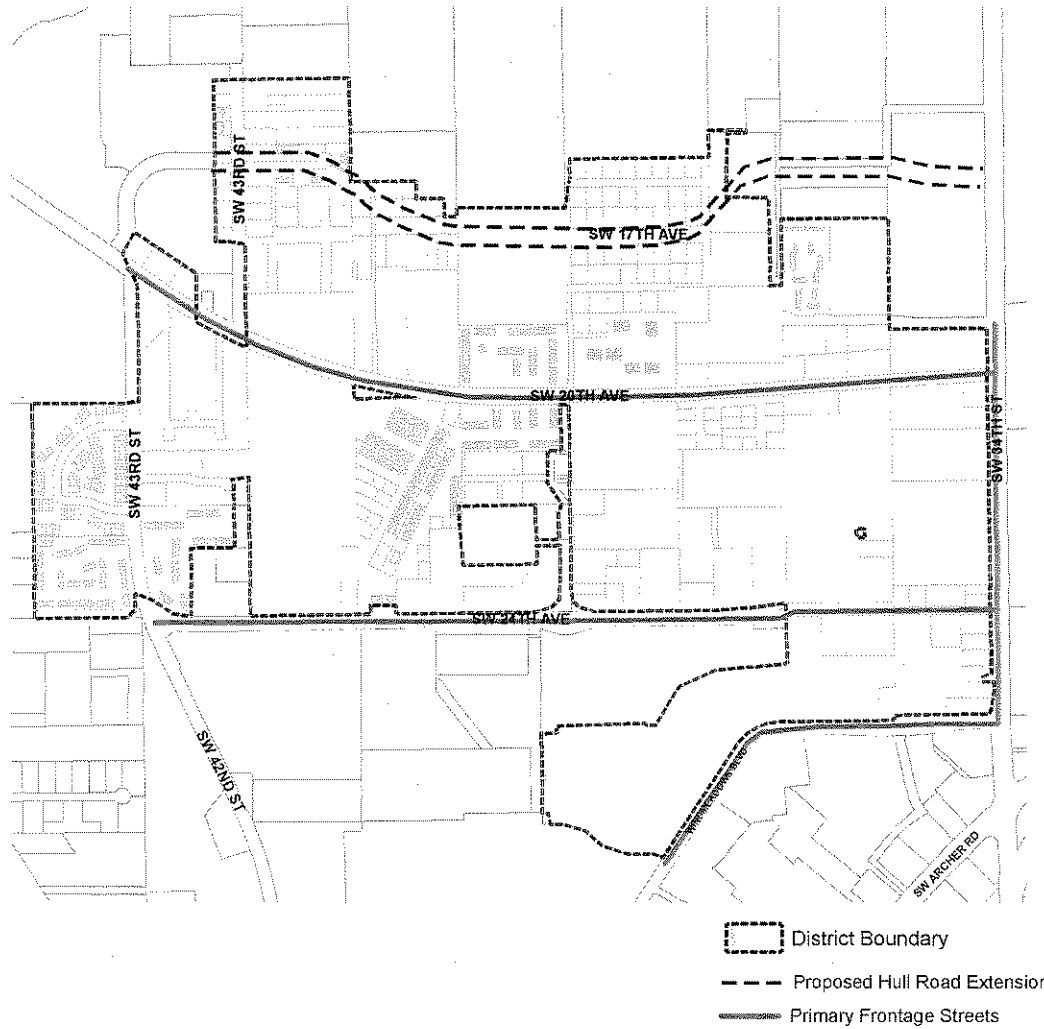 SW 43RD ST
SW 17TH AVE
SW 20TH AVE
SW 34TH ST
SW 43RD ST
SW 24TH AVE
SW 42ND ST
BLVD
SW ARCHER RD
District Boundary
Proposed Hull Road Extension
Primary Frontage Streets